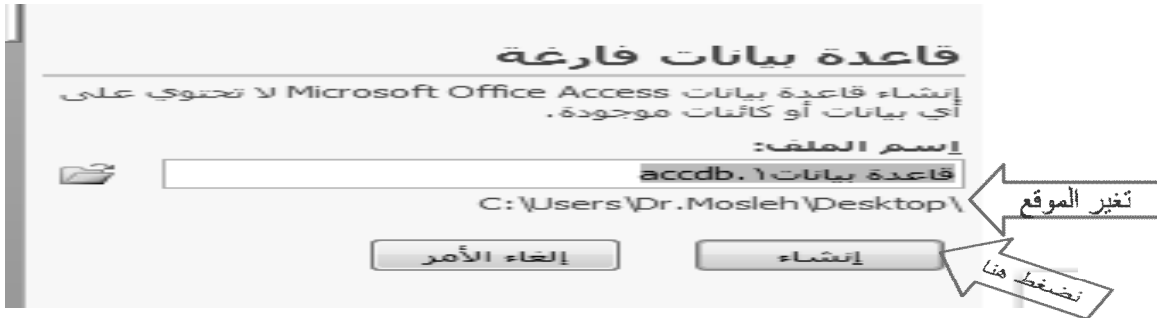 قاعدة بيانات فارغة
إنشاء قاعدة بيانات Microsoft Office Access لا تحتوي على
أي بيانات أو كائنات موجودة.
إسم الملف:
قاعدة بيانات١.accdb
C:\Users\Dr.Mosleh\Desktop\
تغير الموقع
إنشاء
إلغاء الأمر
نضغط هنا